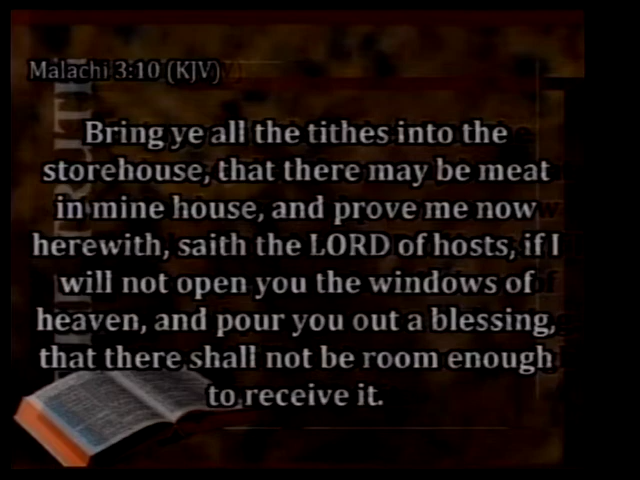 Malachi 3:10 (KJV)
Bring ye all the tithes into the
storehouse, that there may be meat
in mine house, and prove me now
herewith, saith the LORD of hosts, if I
will not open you the windows of
heaven, and pour you out a blessing,
that there shall not be room enough
to receive it.
TRUTH